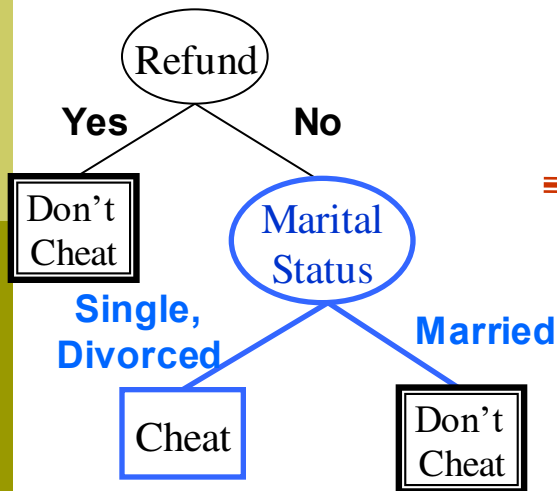 Refund
Yes
No
Don't
Cheat
Marital
Status
Single,
Divorced
Married
Cheat
Don't
Cheat